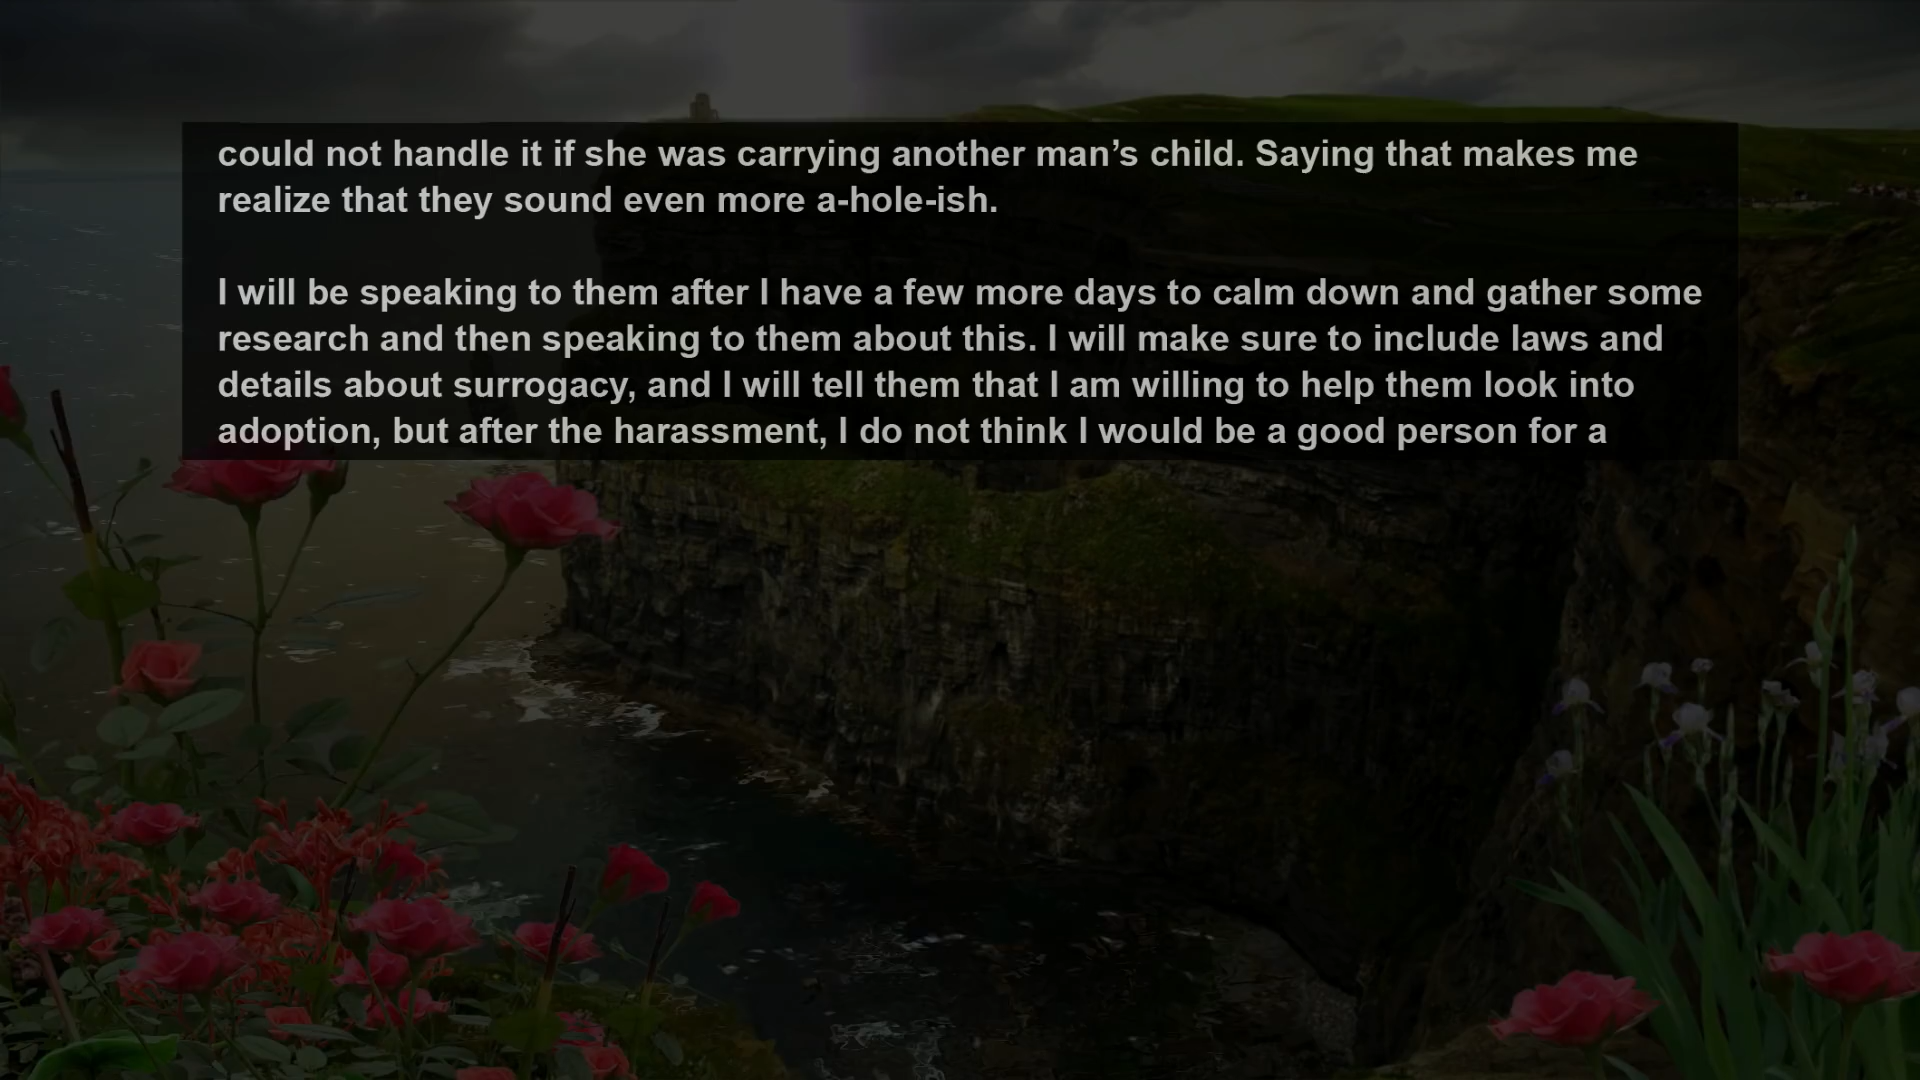 could not handle it if she was carrying another man’s child. Saying that makes me
realize that they sound even more a-hole-ish.
I will be speaking to them after I have a few more days to calm down and gather some
research and then speaking to them about this. I will make sure to include laws and
details about surrogacy, and I will tell them that I am willing to help them look into
adoption, but after the harassment, I do not think I would be a good person for a